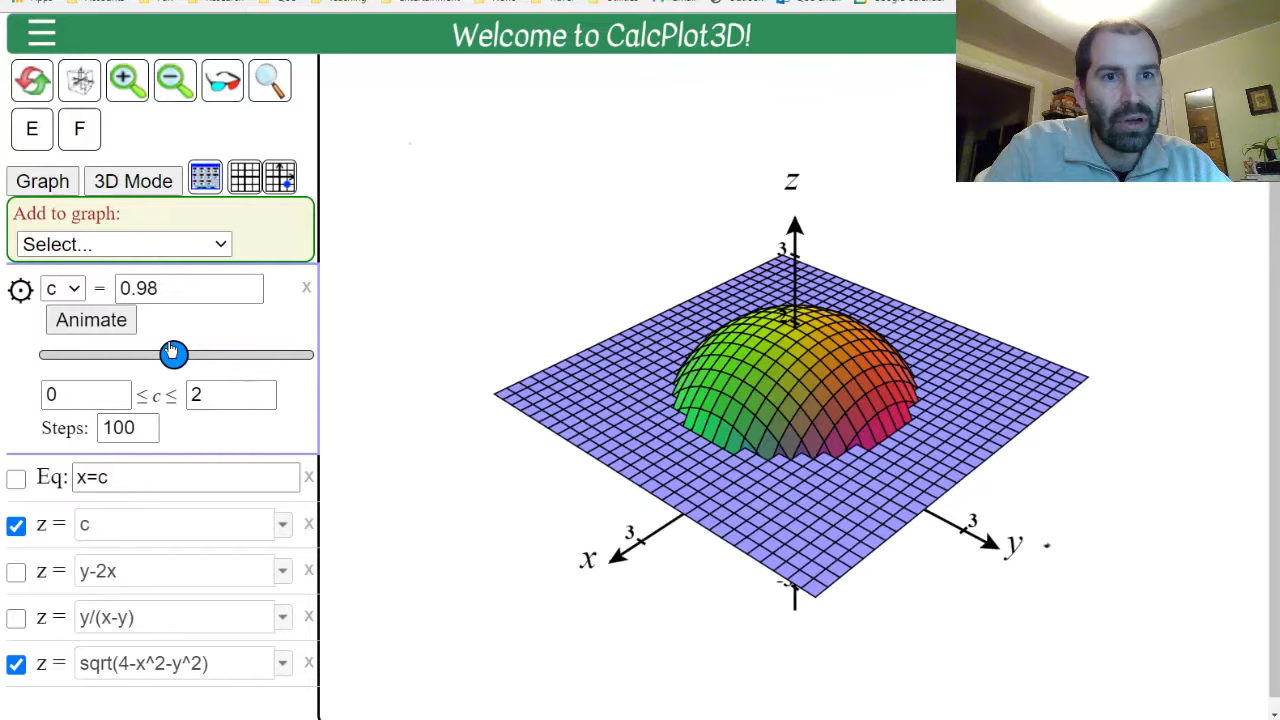 Welcome to CalcPlot3D!
E F
Graph 3D Mode
Add to graph:
Select...
c = 0.98 x
Animate
0 ≤ c ≤ 2
Steps: 100
Eq: x=c x
z = c x
z = y-2x x
z = y/(x-y) x
z = sqrt(4-x^2-y^2) x
z
3
3
x
3
y